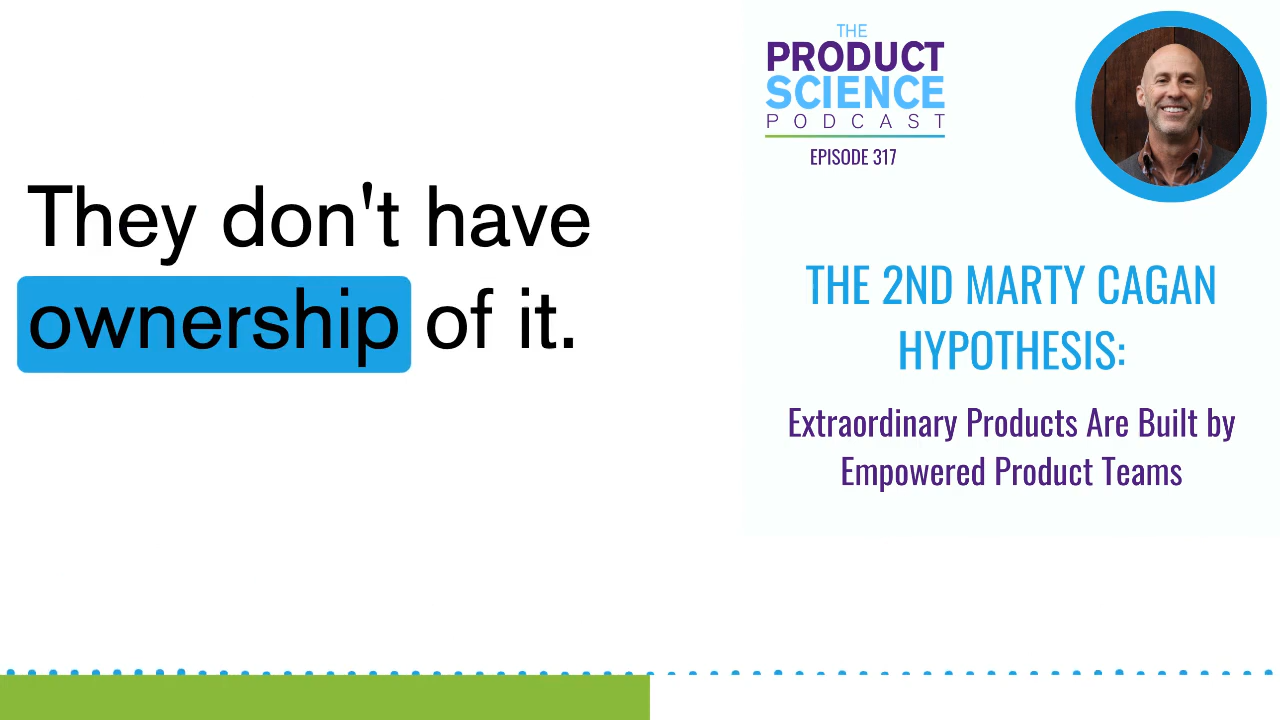 They don't have
ownership of it.
THE
PRODUCT
SCIENCE
PODCAST
EPISODE 317
THE 2ND MARTY CAGAN
HYPOTHESIS:
Extraordinary Products Are Built by
Empowered Product Teams